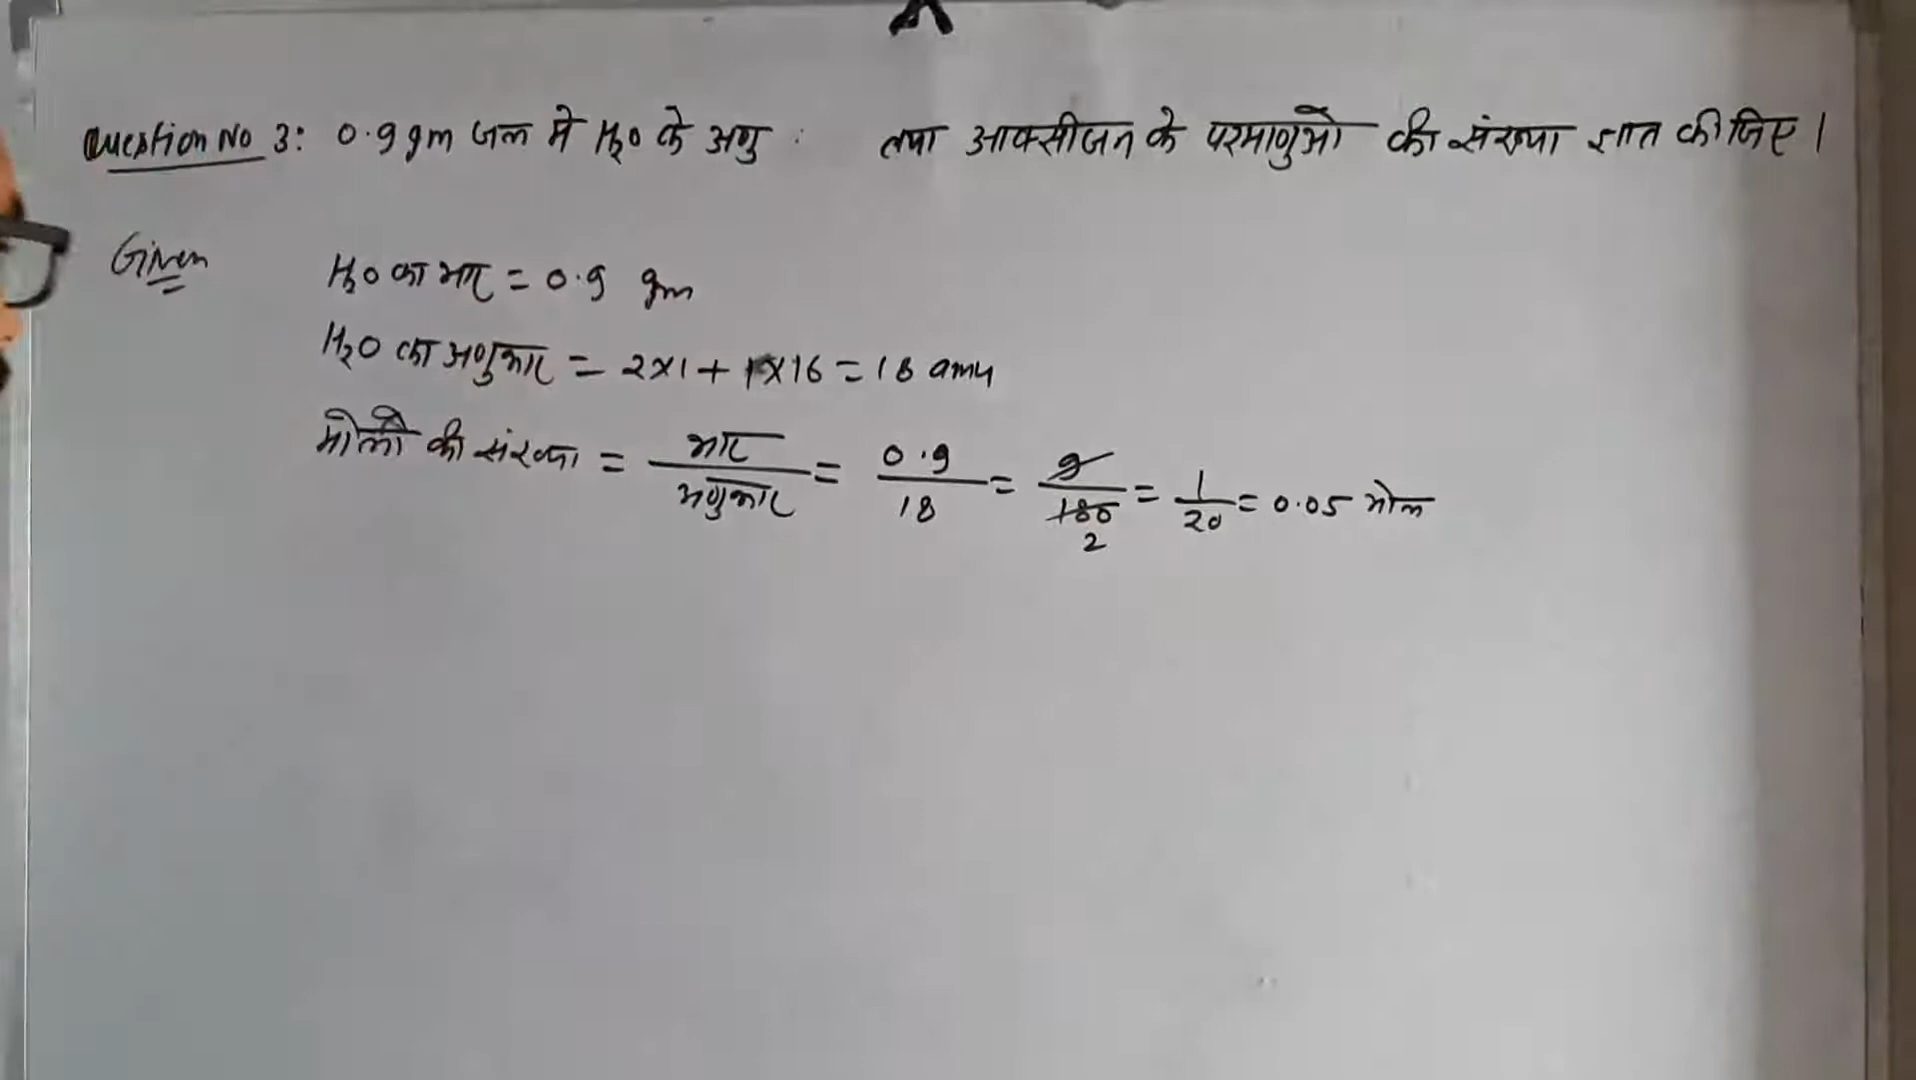 Question No 3: 0.9 gm जल मे H2O के अणु तथा आक्सीजन के परमाणुओ की संख्या ज्ञात कीजिए।
Given
H2O का भार = 0.9 gm
H2O का अणुभार = 2×1 + 1×16 = 18 amu
मोलो की संख्या = भार/अणुभार = 0.9/18 = 9/180 = 1/20 = 0.05 मोल
2